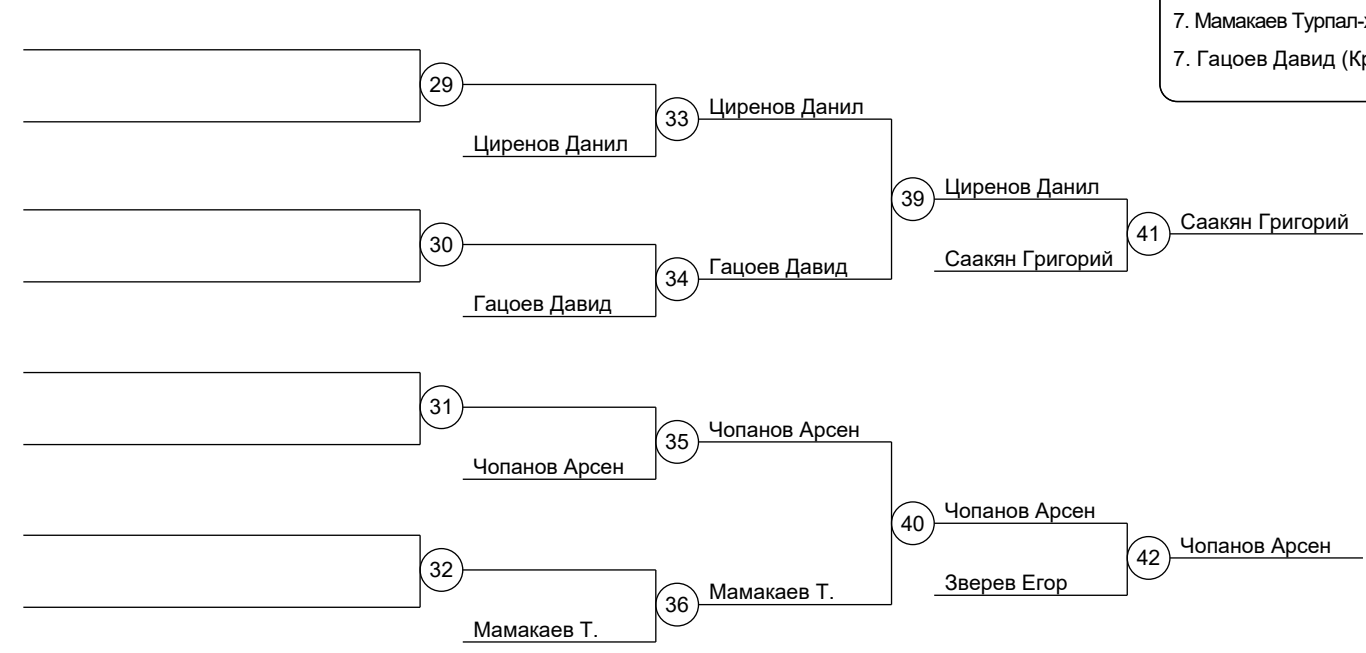 7. Мамакаев Турпал-
7. Гацоев Давид (Кр
29
33
Циренов Данил
Циренов Данил
39
Циренов Данил
41
Саакян Григорий
Саакян Григорий
30
34
Гацоев Давид
Гацоев Давид
31
35
Чопанов Арсен
Чопанов Арсен
40
Чопанов Арсен
42
Чопанов Арсен
Зверев Егор
32
36
Мамакаев Т.
Мамакаев Т.